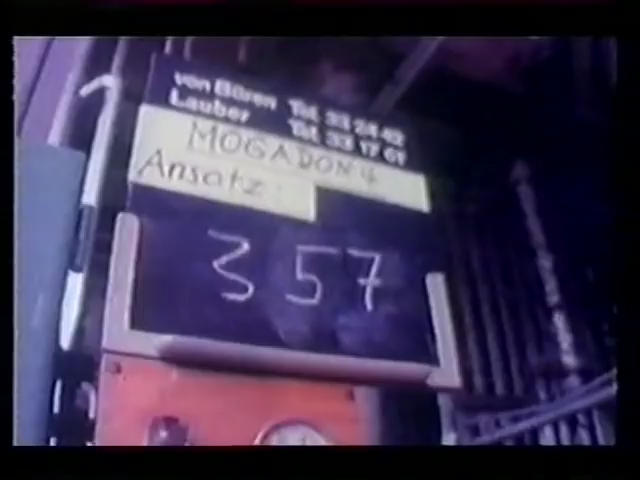 von Büren Tel. 33 24 42
Lauber Tel. 33 17 61
MOGADON 4
Ansatz:
357